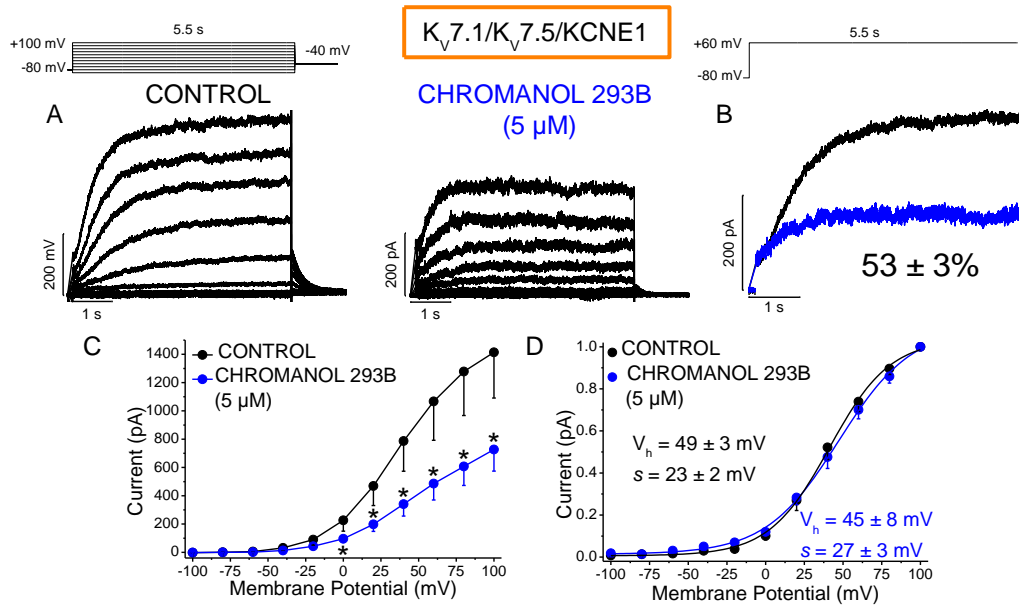 5.5 s
+100 mV
-80 mV
-40 mV
K_V7.1/K_V7.5/KCNE1
5.5 s
+60 mV
-80 mV
A
CONTROL
CHROMANOL 293B
(5 µM)
B
200 mV
1 s
200 pA
1 s
200 pA
1 s
53 ± 3%
C
CONTROL
CHROMANOL 293B
(5 µM)
Current (pA)
1400
1200
1000
800
600
400
200
0
* * * * * *
-100 -75 -50 -25 0 25 50 75 100
Membrane Potential (mV)
D
CONTROL
CHROMANOL 293B
(5 µM)
V_h = 49 ± 3 mV
s = 23 ± 2 mV
V_h = 45 ± 8 mV
s = 27 ± 3 mV
Current (pA)
1.0
0.8
0.6
0.4
0.2
0.0
-100 -75 -50 -25 0 25 50 75 100
Membrane Potential (mV)